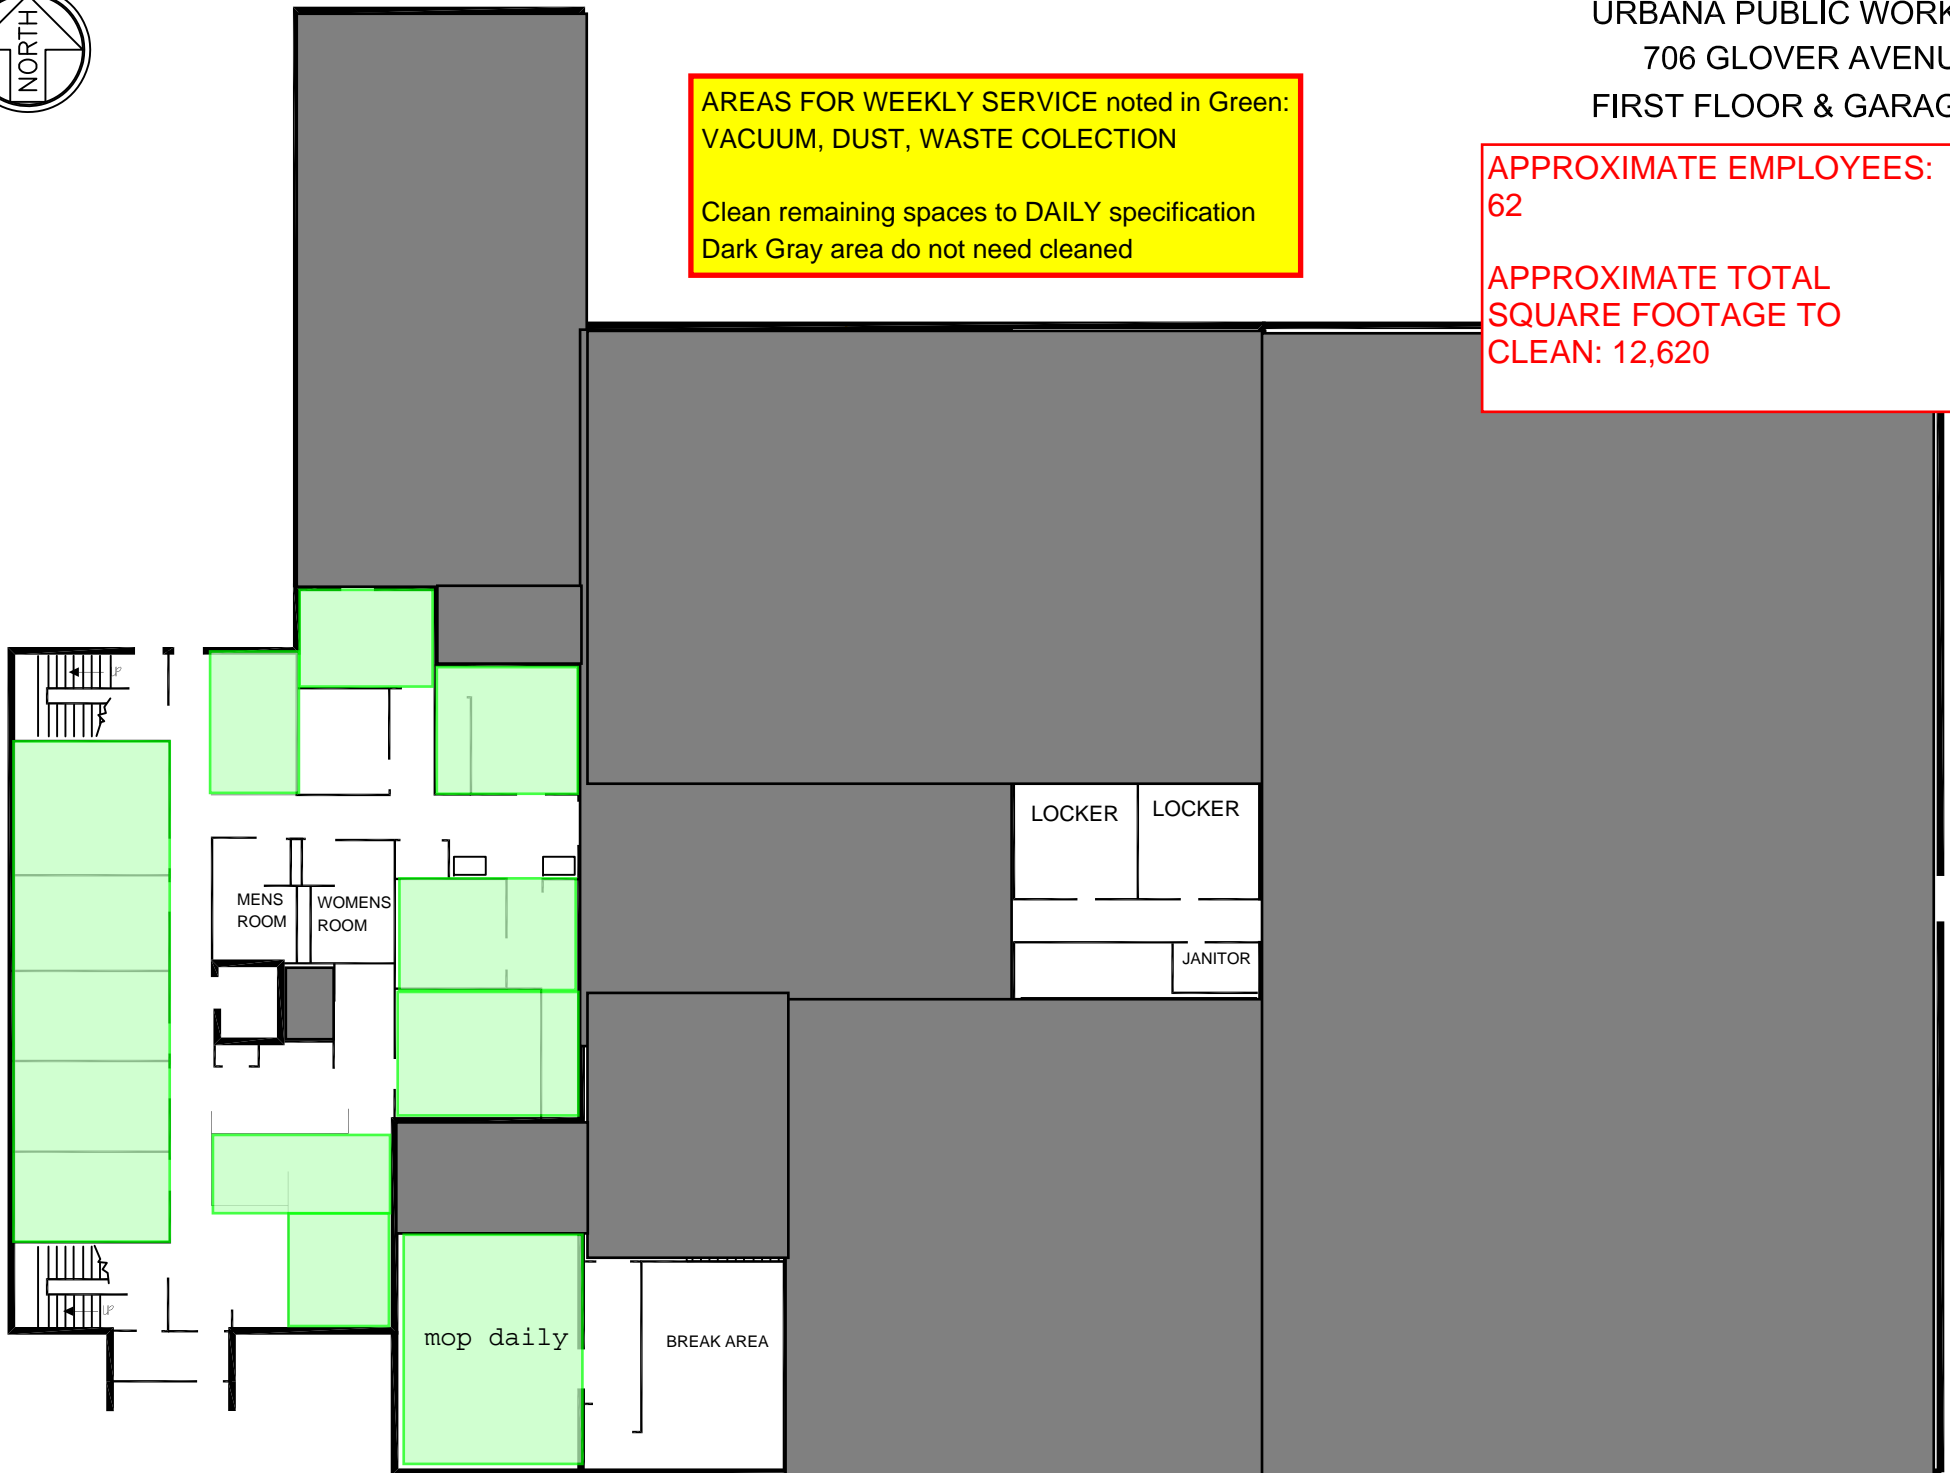 NORTH
URBANA PUBLIC WORK
706 GLOVER AVENU
FIRST FLOOR & GARAG
AREAS FOR WEEKLY SERVICE noted in Green:
VACUUM, DUST, WASTE COLECTION
Clean remaining spaces to DAILY specification
Dark Gray area do not need cleaned
APPROXIMATE EMPLOYEES:
62
APPROXIMATE TOTAL
SQUARE FOOTAGE TO
CLEAN: 12,620
UP
LOCKER
LOCKER
MENS
ROOM
WOMENS
ROOM
JANITOR
UP
mop daily
BREAK AREA